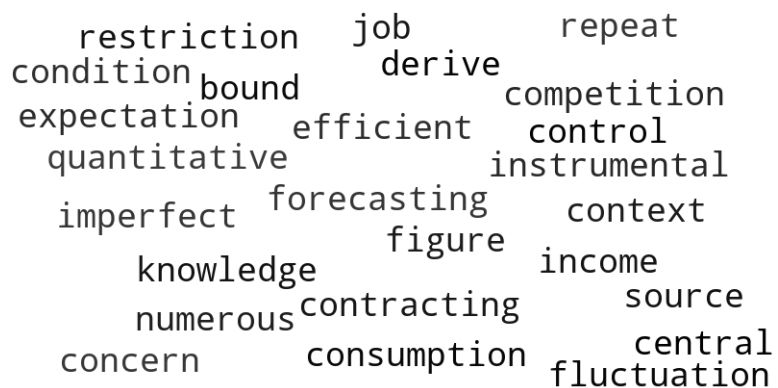 restriction job repeat
condition derive
bound competition
expectation efficient control
quantitative instrumental
forecasting
imperfect context
figure
knowledge income
contracting source
numerous
concern consumption central
fluctuation